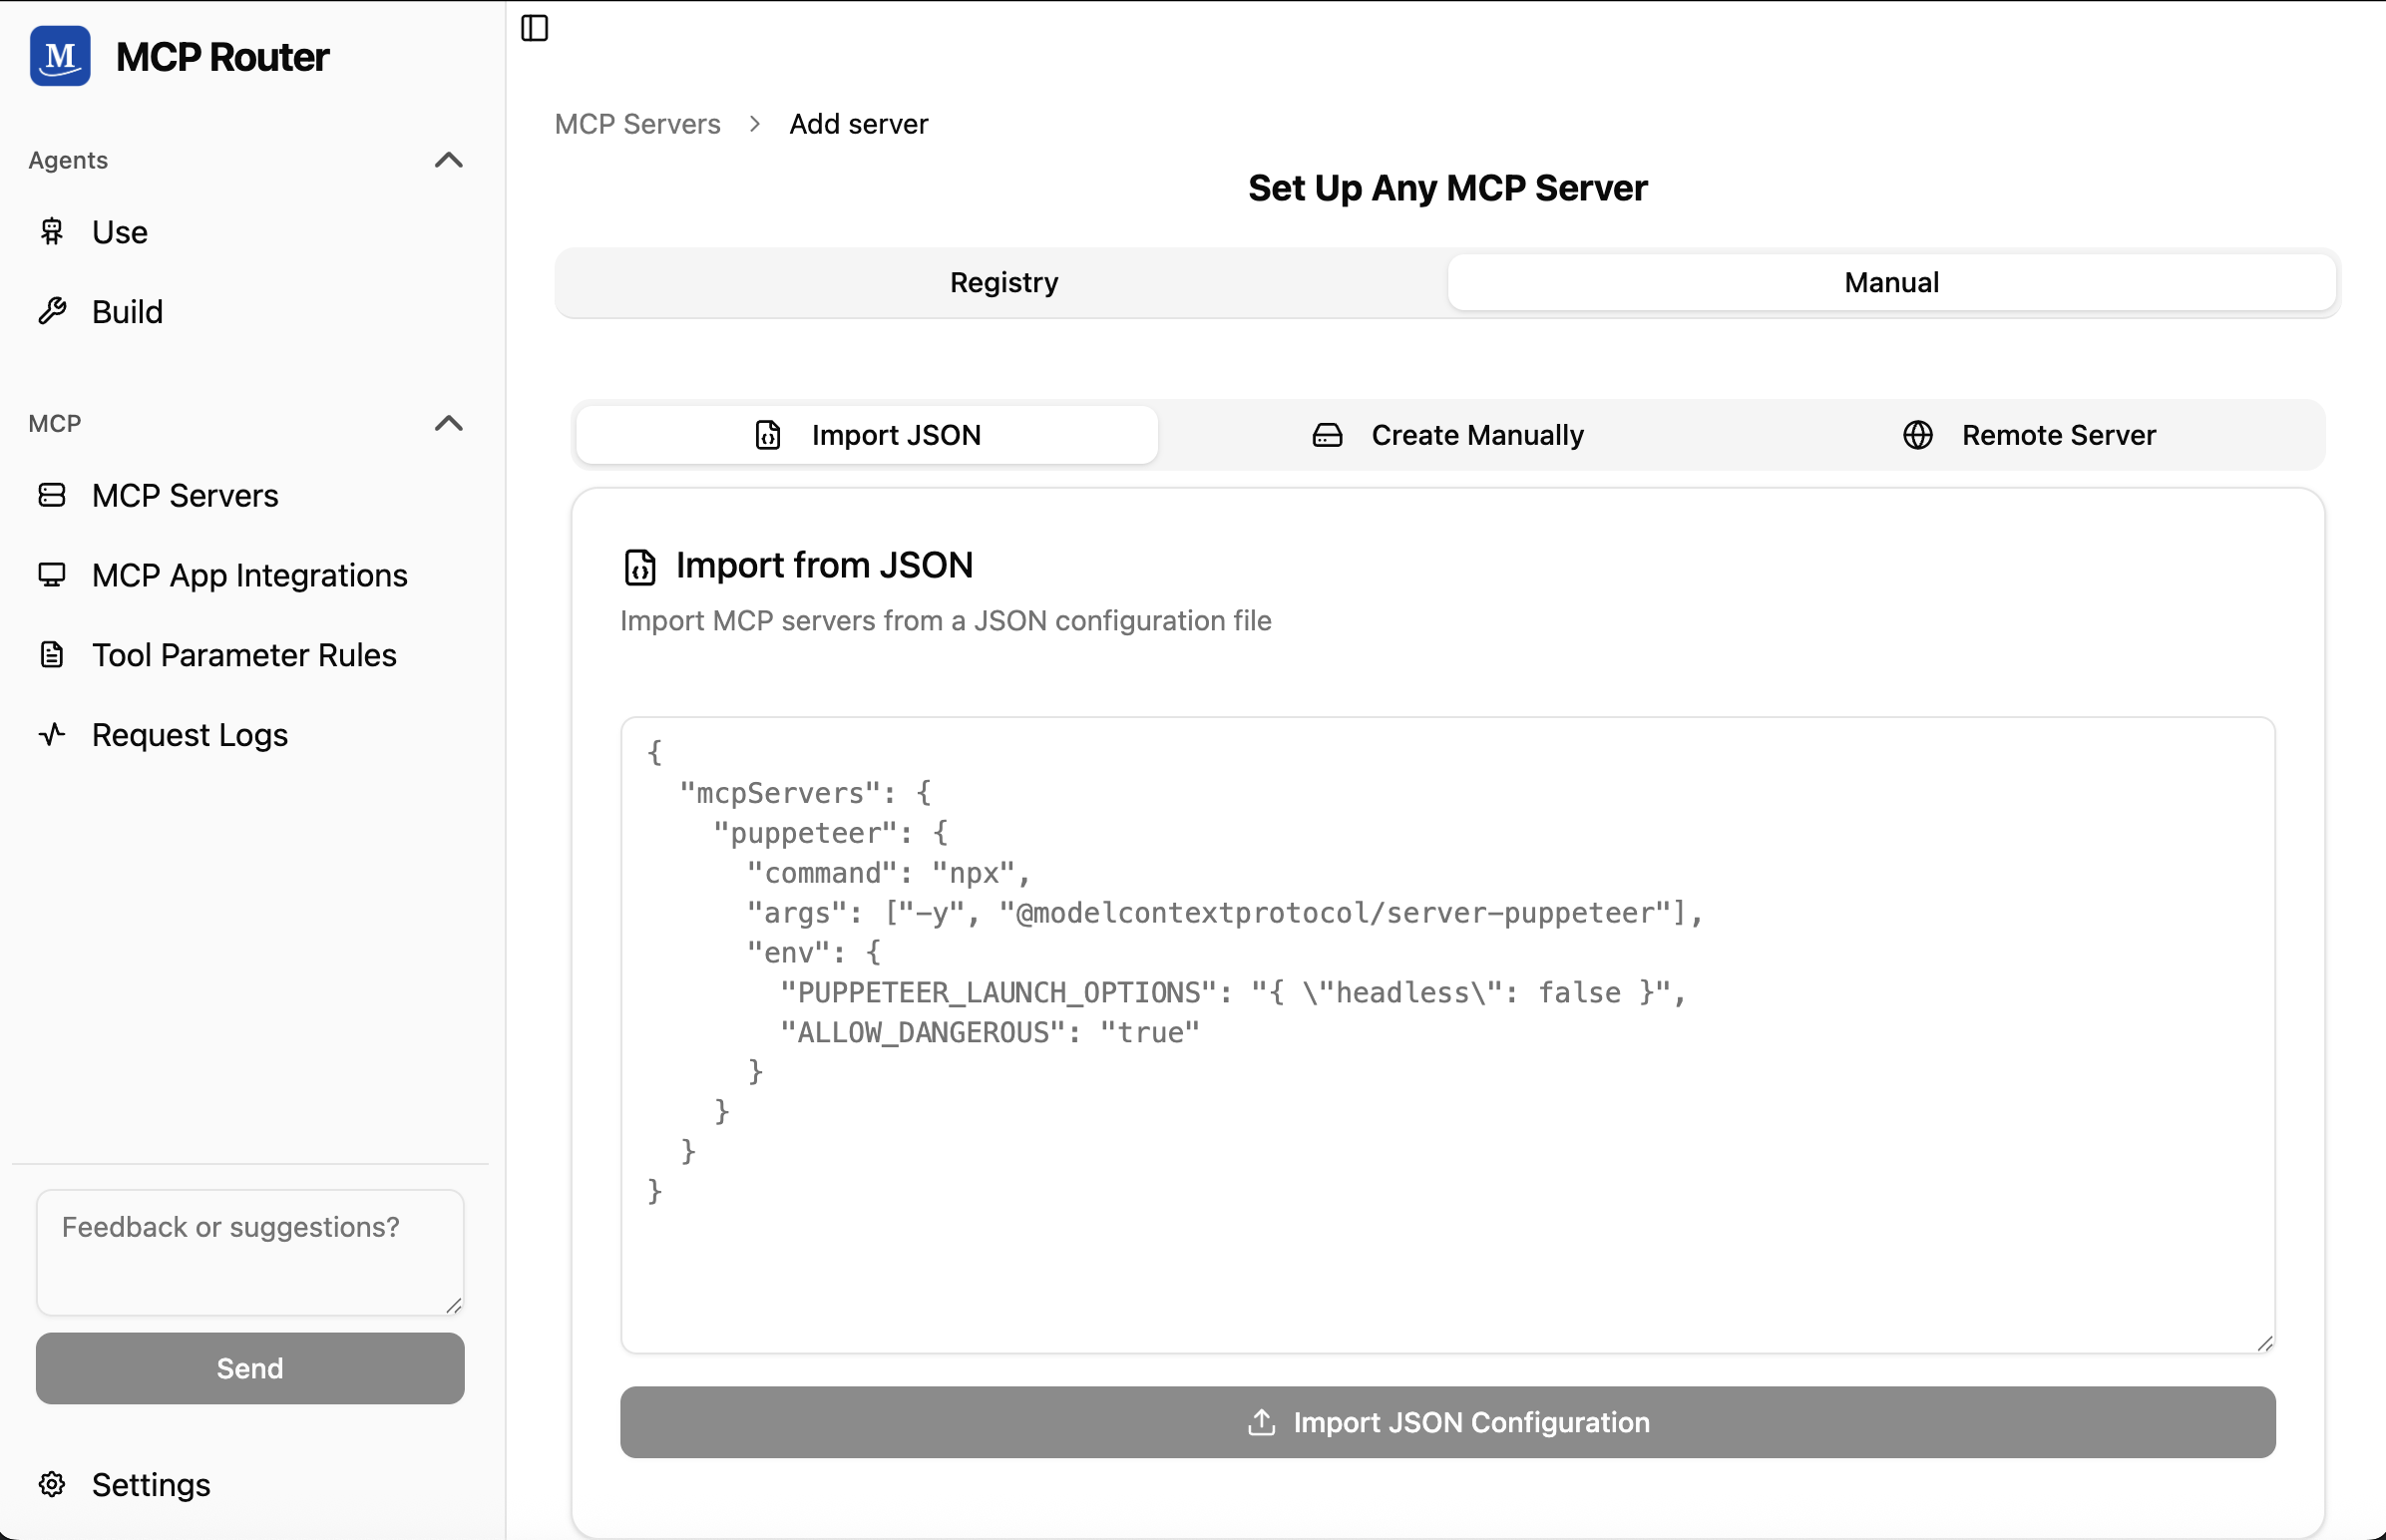 M
MCP Router
Agents
Use
Build
MCP
MCP Servers
MCP App Integrations
Tool Parameter Rules
Request Logs
Feedback or suggestions?
Send
Settings
MCP Servers > Add server
Set Up Any MCP Server
Registry Manual
Import JSON Create Manually Remote Server
Import from JSON
Import MCP servers from a JSON configuration file
{
  "mcpServers": {
    "puppeteer": {
      "command": "npx",
      "args": ["-y", "@modelcontextprotocol/server-puppeteer"],
      "env": {
        "PUPPETEER_LAUNCH_OPTIONS": "{ \"headless\": false }",
        "ALLOW_DANGEROUS": "true"
      }
    }
  }
}
Import JSON Configuration